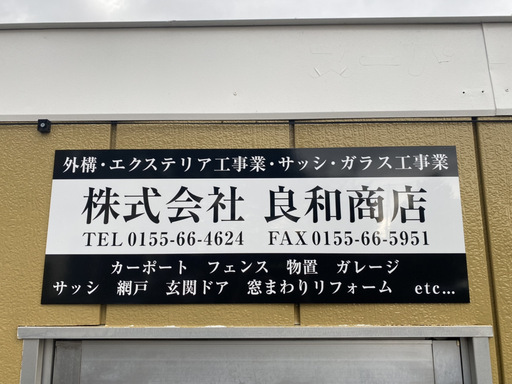 外構・エクステリア工事業・サッシ・ガラス工事業
株式会社 良和商店
TEL 0155-66-4624 FAX 0155-66-5951
カーポート フェンス 物置 ガレージ
サッシ 網戸 玄関ドア 窓まわりリフォーム etc...